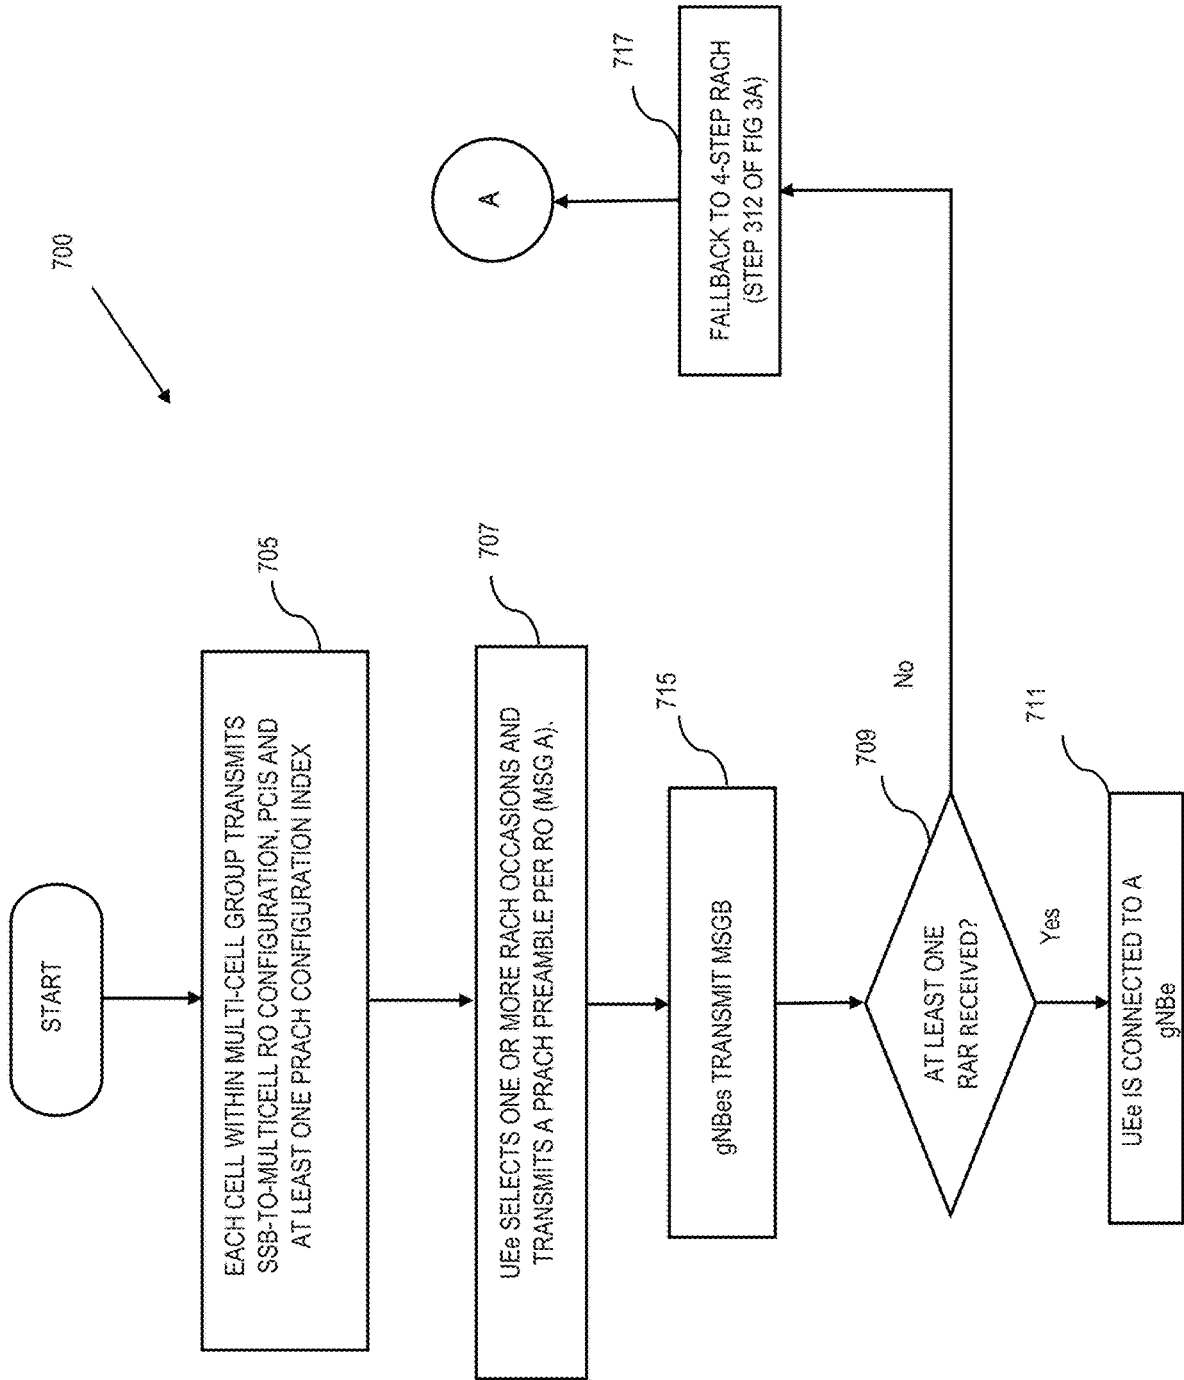 700
START
EACH CELL WITHIN MULTI-CELL GROUP TRANSMITS
SSB-TO-MULTICELL RO CONFIGURATION, PCIS AND
AT LEAST ONE PRACH CONFIGURATION INDEX
705
UEe SELECTS ONE OR MORE RACH OCCASIONS AND
TRANSMITS A PRACH PREAMBLE PER RO (MSG A).
707
gNBes TRANSMIT MSGB
715
AT LEAST ONE
RAR RECEIVED?
709
No
Yes
UEe IS CONNECTED TO A
gNBe
711
FALLBACK TO 4-STEP RACH
(STEP 312 OF FIG 3A)
717
A